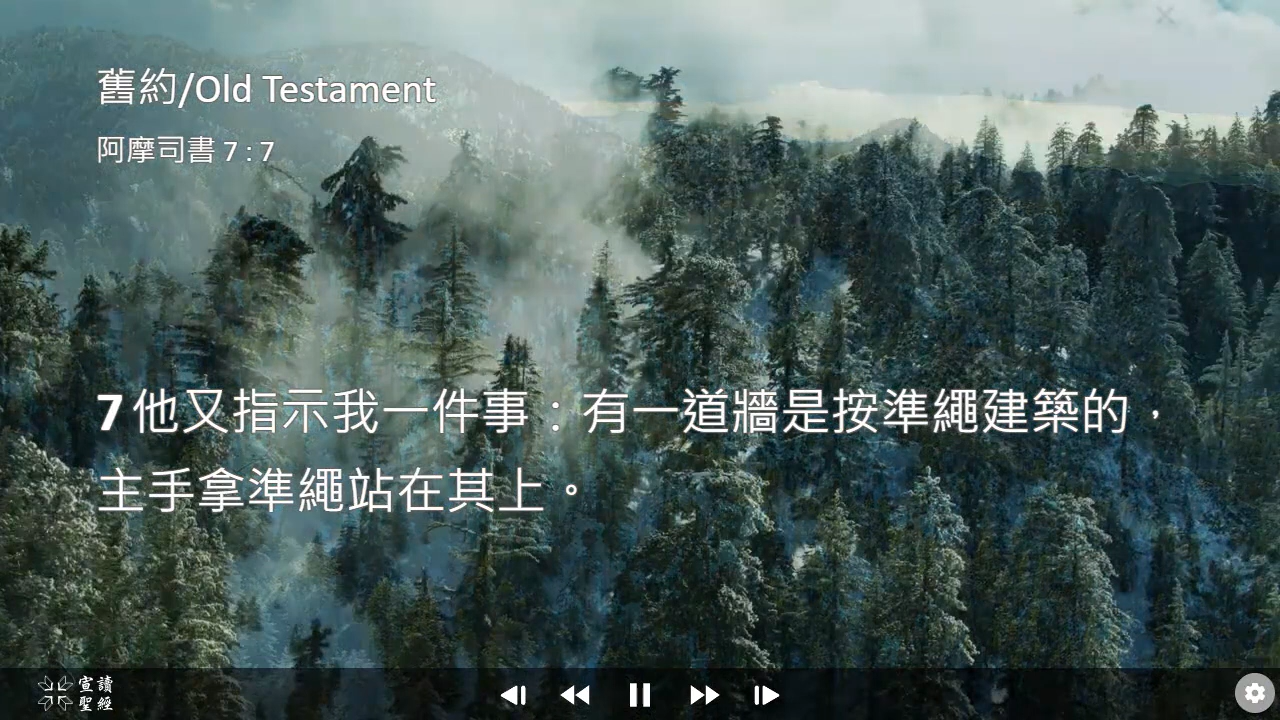 舊約/Old Testament
阿摩司書 7 : 7
7 他又指示我一件事：有一道牆是按準繩建築的，
主手拿準繩站在其上。
宣讀
聖經